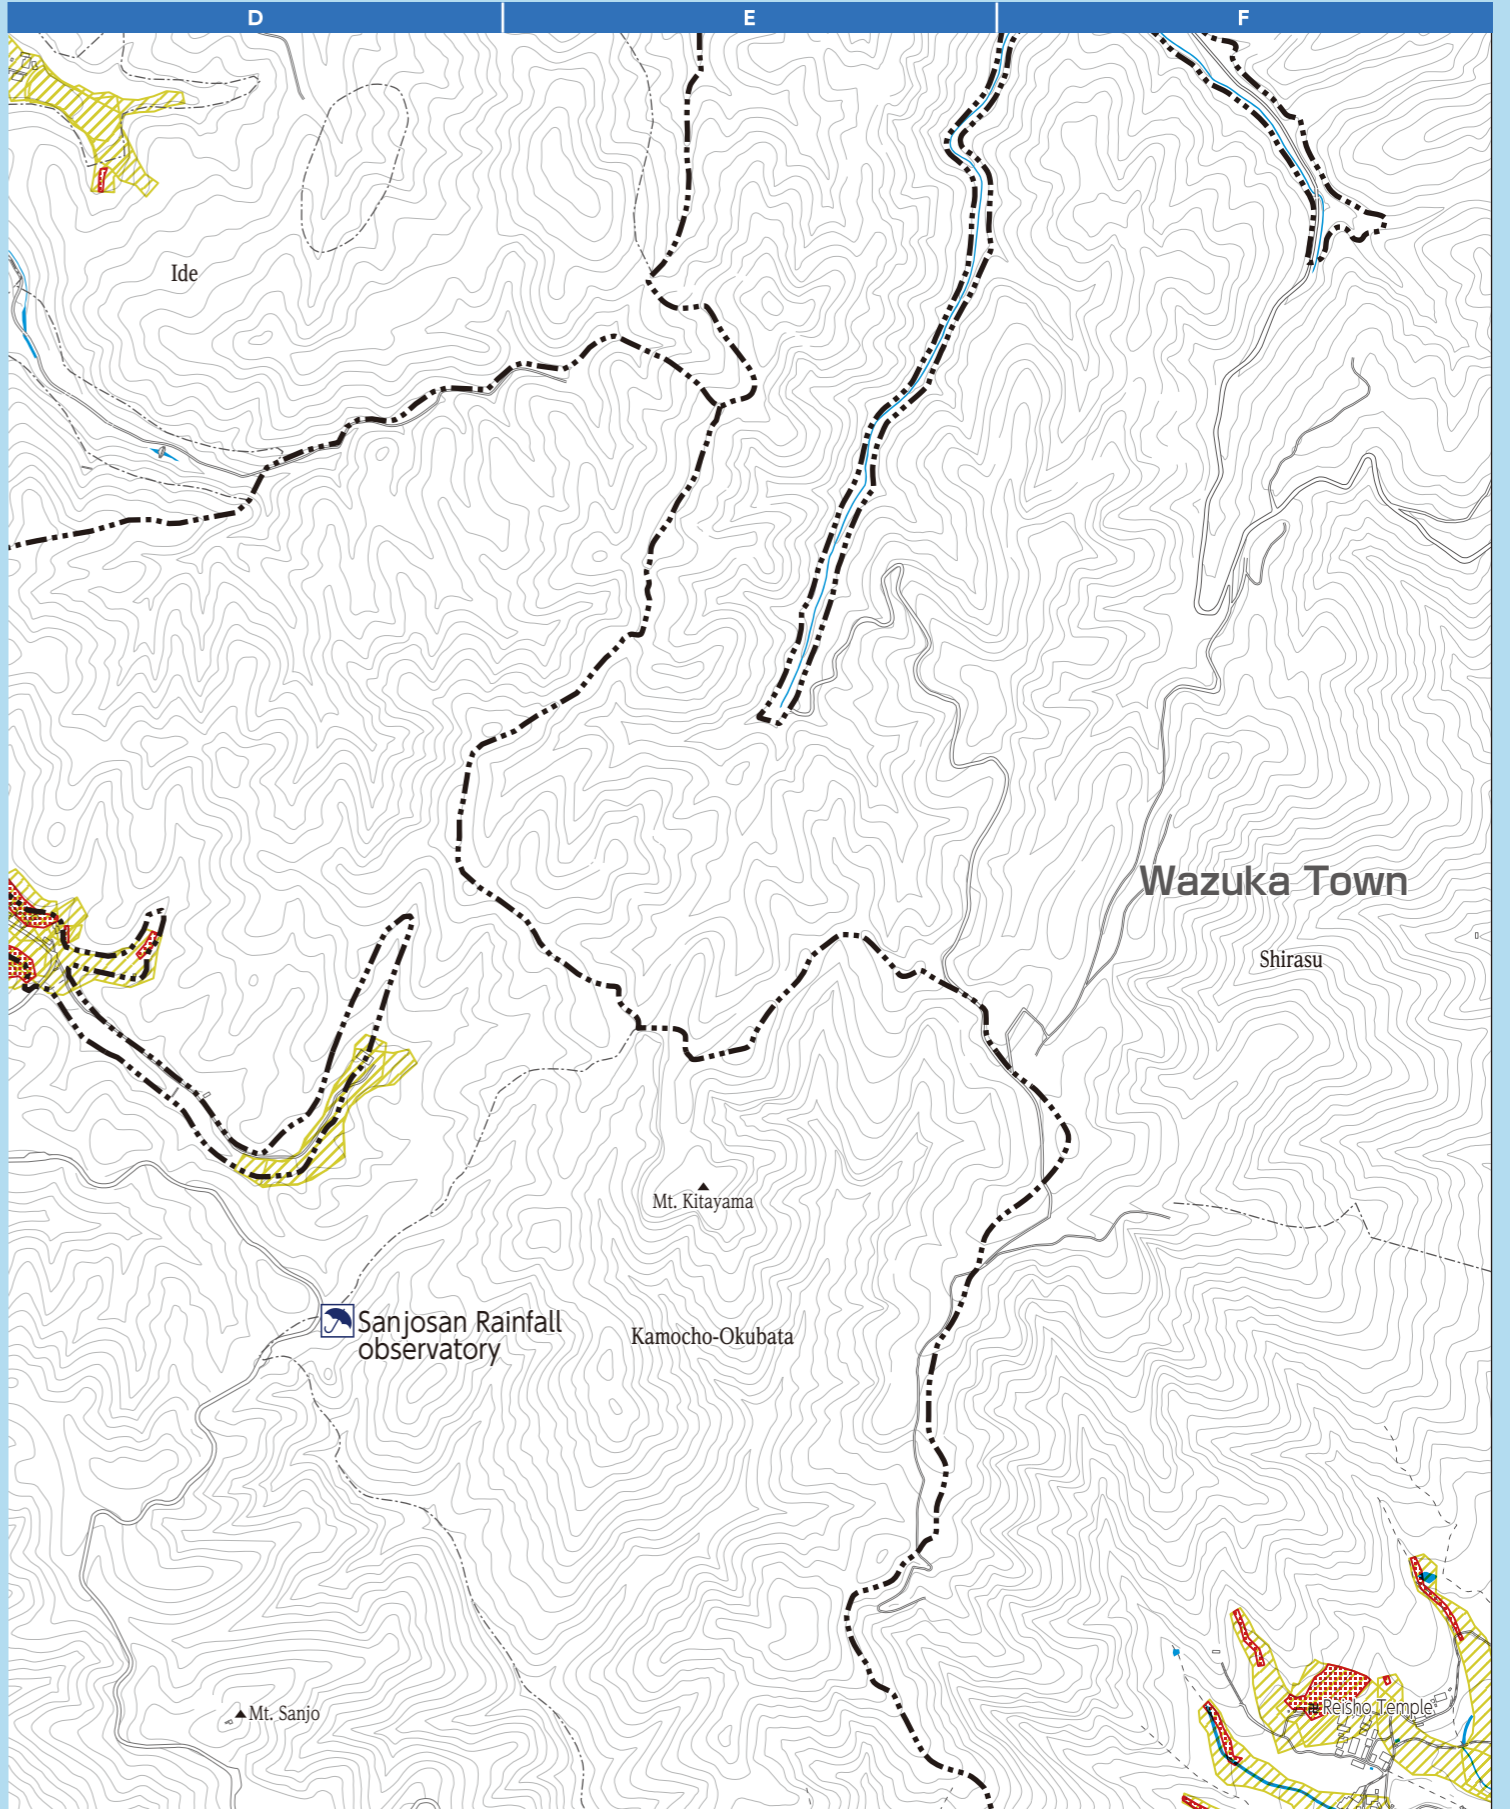 D
E
F
Ide
Wazuka Town
Shirasu
Mt. Kitayama
Sanjosan Rainfall
observatory
Kamocho-Okubata
Reisho Temple
Mt. Sanjo